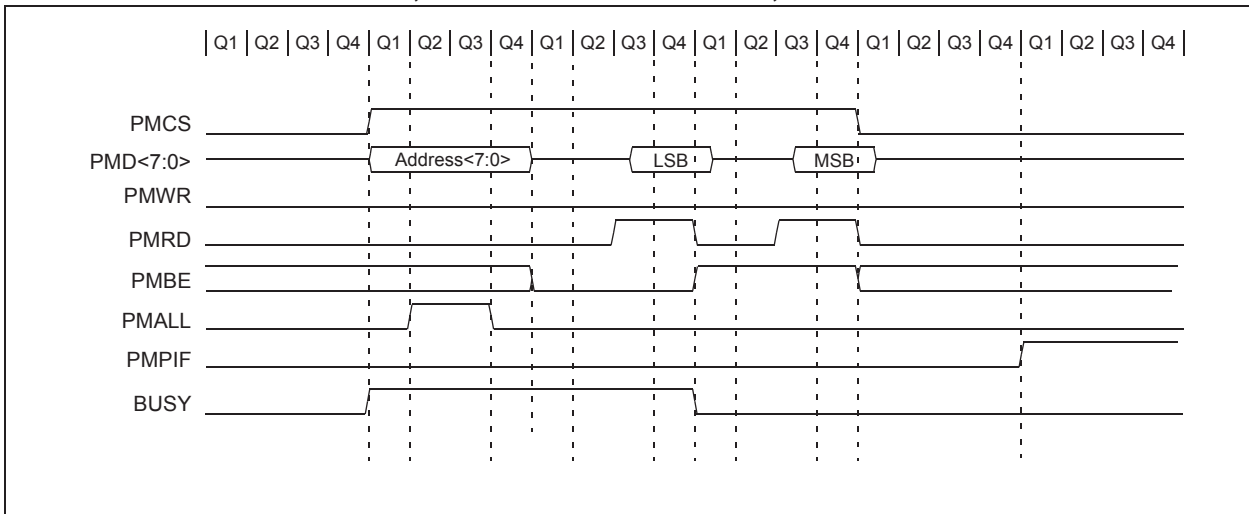 Q1 Q2 Q3 Q4 Q1 Q2 Q3 Q4 Q1 Q2 Q3 Q4 Q1 Q2 Q3 Q4 Q1 Q2 Q3 Q4 Q1 Q2 Q3 Q4
PMCS
PMD<7:0> Address<7:0> LSB MSB
PMWR
PMRD
PMBE
PMALL
PMPIF
BUSY